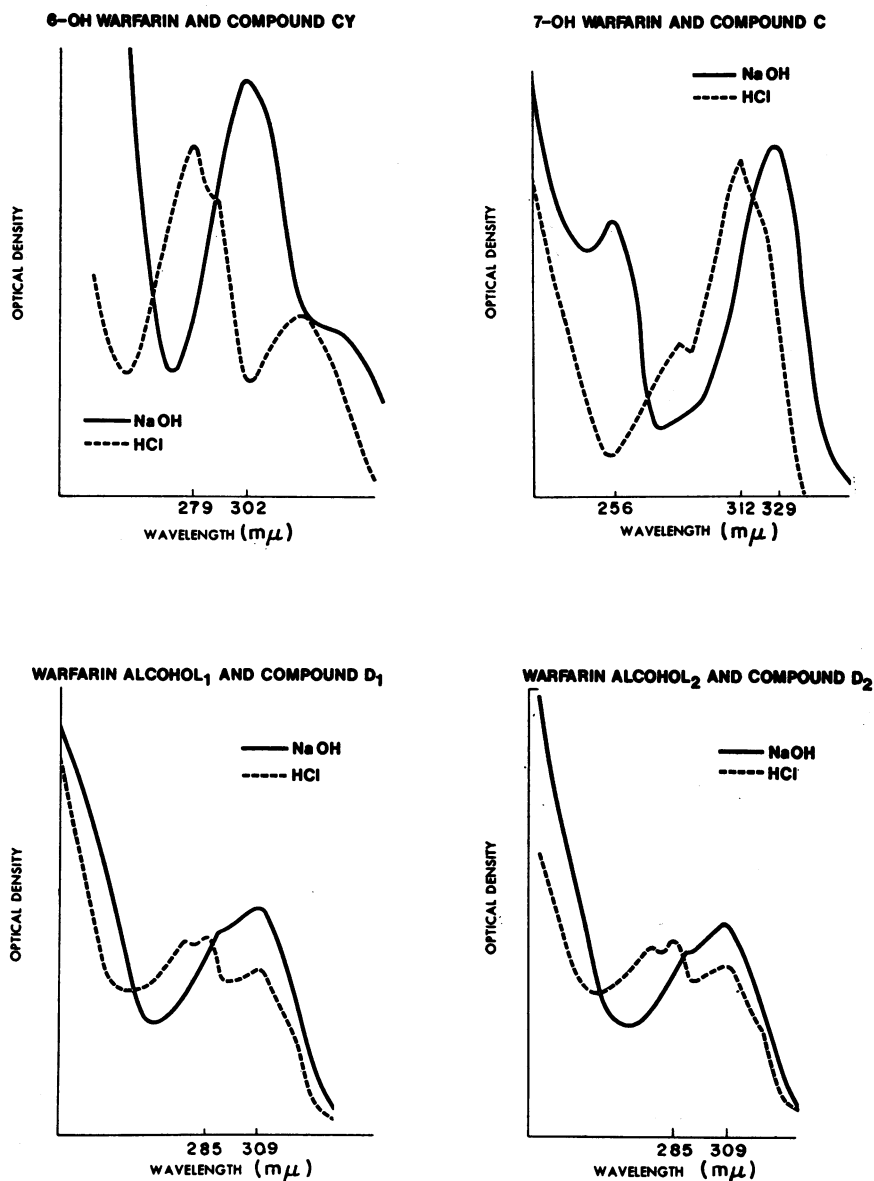 6-OH WARFARIN AND COMPOUND CY
OPTICAL DENSITY
NaOH
HCl
279 302
WAVELENGTH (mμ)
7-OH WARFARIN AND COMPOUND C
NaOH
HCl
OPTICAL DENSITY
256 312 329
WAVELENGTH (mμ)
WARFARIN ALCOHOL₁ AND COMPOUND D₁
NaOH
HCl
OPTICAL DENSITY
285 309
WAVELENGTH (mμ)
WARFARIN ALCOHOL₂ AND COMPOUND D₂
NaOH
HCl
OPTICAL DENSITY
285 309
WAVELENGTH (mμ)